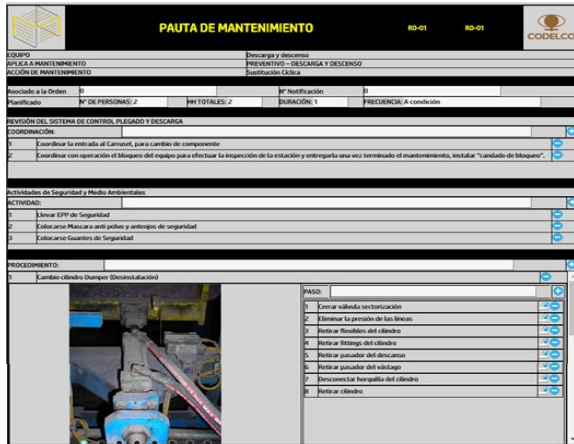 PAUTA DE MANTENIMIENTO RO-01 RO-01
CODELCO
EQUIPO Descarga y descenso
APLICA A MANTENIMIENTO PREVENTIVO – DESCARGA Y DESCENSO
ACCIÓN DE MANTENIMIENTO Sustitución Cíclica
Asociado a la Orden 0 N° Notificación 0
Planificado N° DE PERSONAS: 2 HH TOTALES: 2 DURACIÓN: 1 FRECUENCIA: A condición
REVISIÓN DEL SISTEMA DE CONTROL PLEGADO Y DESCARGA
COORDINACIÓN:
1 Coordinar la entrada al Carrusel, para cambio de componente
2 Coordinar con operación el bloqueo del equipo para efectuar la inspección de la estación y entregarla una vez terminado el mantenimiento, instalar "candado de bloqueo".
Actividades de Seguridad y Medio Ambientales
ACTIVIDAD:
1 Llevar EPP de Seguridad
2 Colocarse Mascara anti polvo y anteojos de seguridad
3 Colocarse Guantes de Seguridad
PROCEDIMIENTO:
1 Cambio cilindro Dumper (Desinstalación)
PASO:
1 Cerrar válvula sectorización
2 Eliminar la presión de las líneas
3 Retirar flexibles del cilindro
4 Retirar fittings del cilindro
5 Retirar pasador del descanso
6 Retirar pasador del vástago
7 Desconectar horquilla del cilindro
8 Retirar cilindro